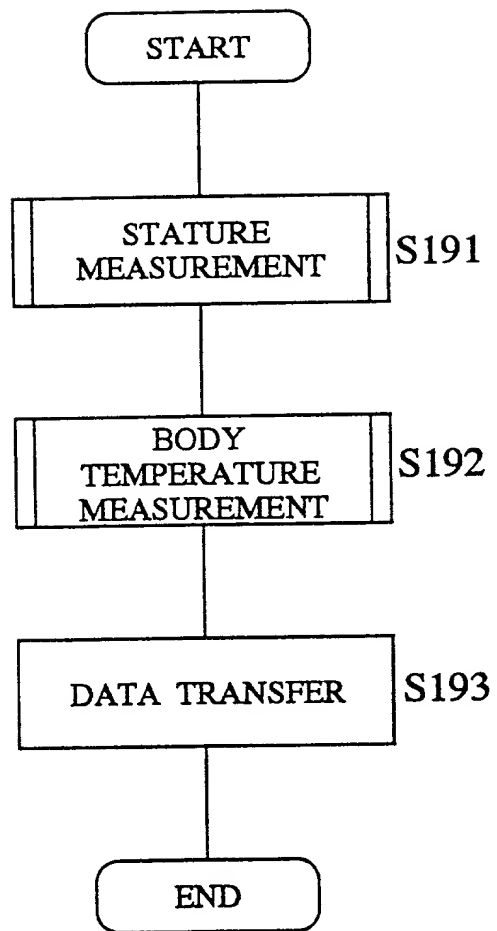 START
STATURE
MEASUREMENT
S191
BODY
TEMPERATURE
MEASUREMENT
S192
DATA TRANSFER
S193
END